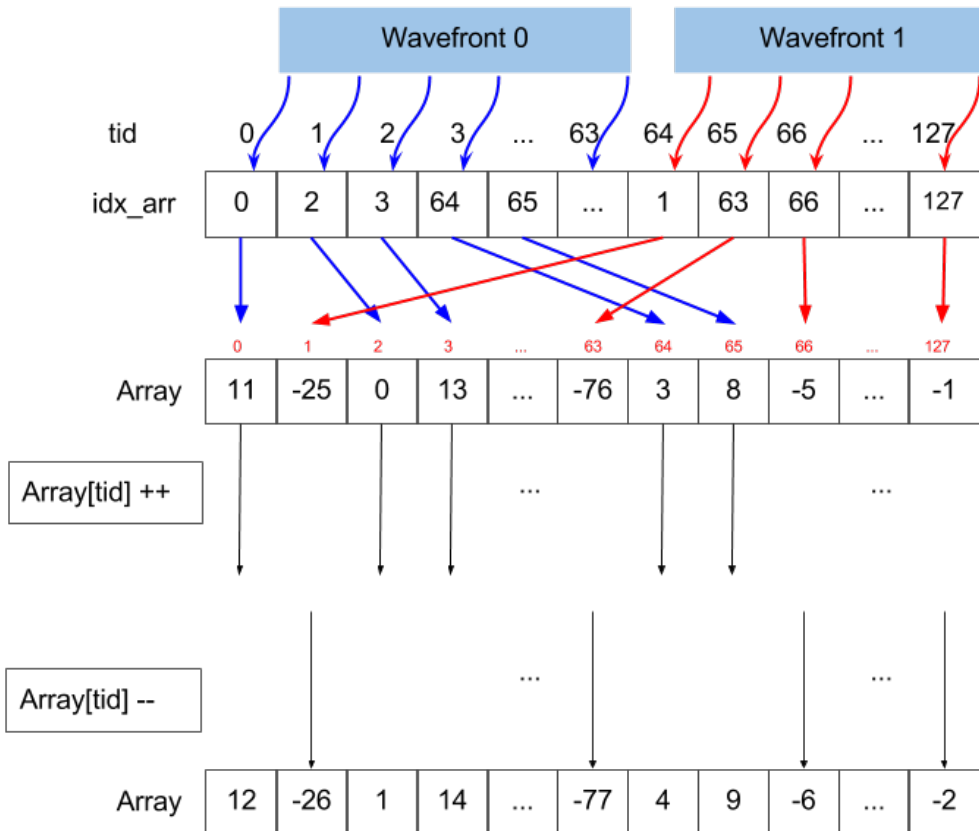 Wavefront 0 Wavefront 1
tid 0 1 2 3 ... 63 64 65 66 ... 127
idx_arr 0 2 3 64 65 ... 1 63 66 ... 127
0 1 2 3 ... 63 64 65 66 ... 127
Array 11 -25 0 13 ... -76 3 8 -5 ... -1
Array[tid] ++ ... ...
Array[tid] -- ... ...
Array 12 -26 1 14 ... -77 4 9 -6 ... -2